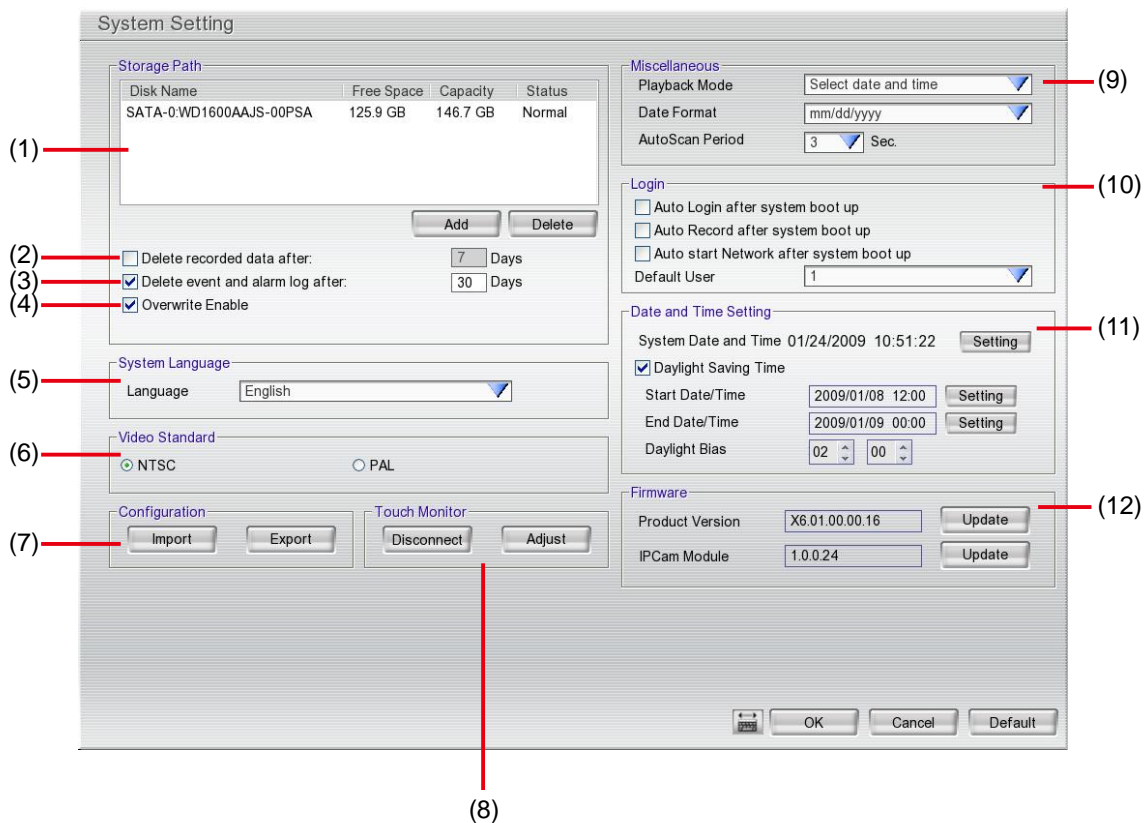 System Setting
Storage Path
Disk Name Free Space Capacity Status
SATA-0:WD1600AAJS-00PSA 125.9 GB 146.7 GB Normal
(1)
Add Delete
(2) Delete recorded data after: 7 Days
(3) Delete event and alarm log after: 30 Days
(4) Overwrite Enable
System Language
(5) Language English
Video Standard
(6) NTSC PAL
Configuration
(7) Import Export
Touch Monitor
Disconnect Adjust
(8)
Miscellaneous
Playback Mode Select date and time (9)
Date Format mm/dd/yyyy
AutoScan Period 3 Sec.
Login (10)
Auto Login after system boot up
Auto Record after system boot up
Auto start Network after system boot up
Default User 1
Date and Time Setting
(11)
System Date and Time 01/24/2009 10:51:22 Setting
Daylight Saving Time
Start Date/Time 2009/01/08 12:00 Setting
End Date/Time 2009/01/09 00:00 Setting
Daylight Bias 02 00
Firmware
(12)
Product Version X6.01.00.00.16 Update
IPCam Module 1.0.0.24 Update
OK Cancel Default